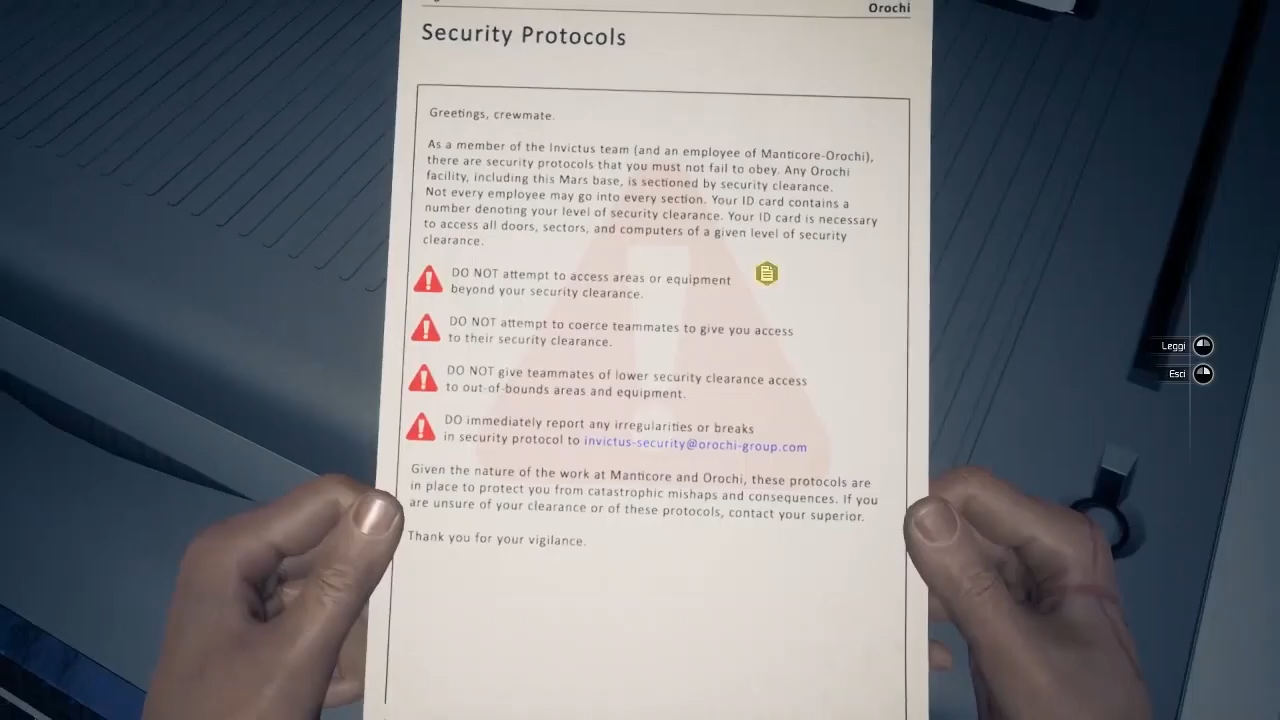 Orochi
Security Protocols
Greetings, crewmate.
As a member of the Invictus team (and an employee of Manticore-Orochi),
there are security protocols that you must not fail to obey. Any Orochi
facility, including this Mars base, is sectioned by security clearance.
Not every employee may go into every section. Your ID card contains a
number denoting your level of security clearance. Your ID card is necessary
to access all doors, sectors, and computers of a given level of security
clearance.
DO NOT attempt to access areas or equipment
beyond your security clearance.
DO NOT attempt to coerce teammates to give you access
to their security clearance.
DO NOT give teammates of lower security clearance access
to out-of-bounds areas and equipment.
DO immediately report any irregularities or breaks
in security protocol to invictus-security@orochi-group.com
Given the nature of the work at Manticore and Orochi, these protocols are
in place to protect you from catastrophic mishaps and consequences. If you
are unsure of your clearance or of these protocols, contact your superior.
Thank you for your vigilance.
Leggi
Esci